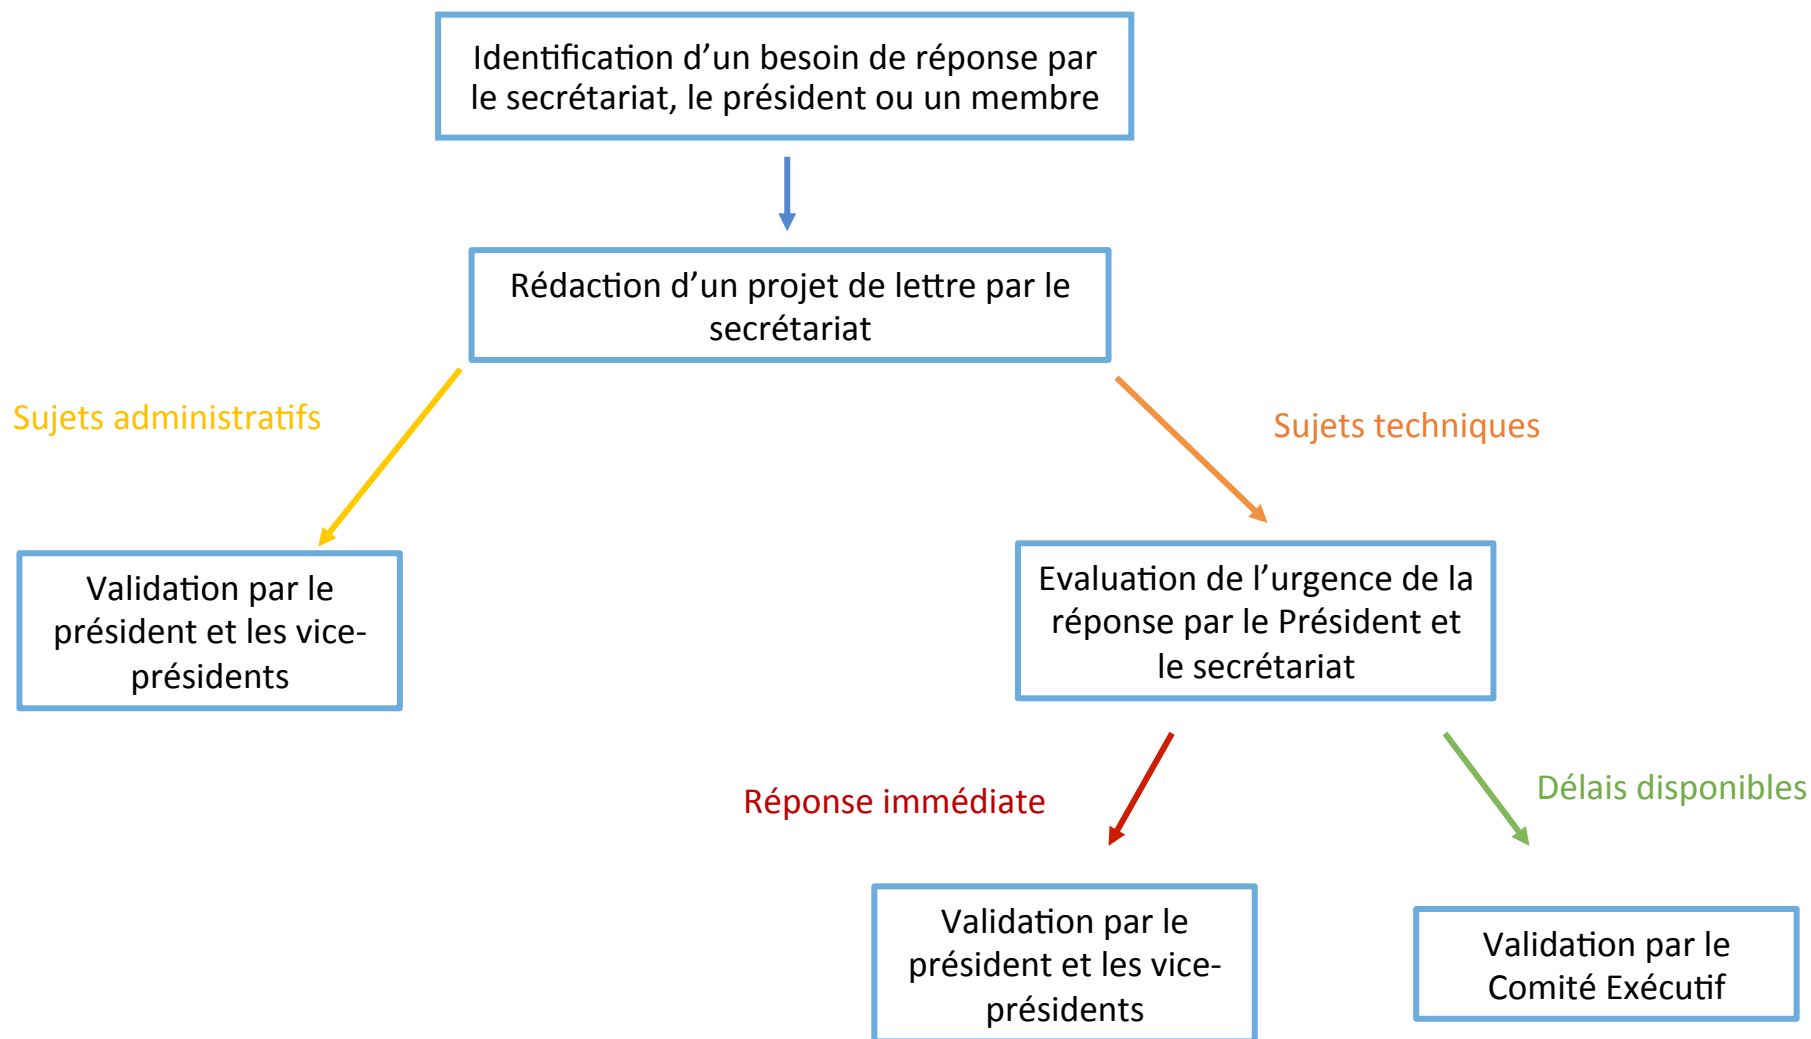 Identification d’un besoin de réponse par
le secrétariat, le président ou un membre
Rédaction d’un projet de lettre par le
secrétariat
Sujets administratifs
Sujets techniques
Validation par le
président et les vice-
présidents
Evaluation de l’urgence de la
réponse par le Président et
le secrétariat
Réponse immédiate
Délais disponibles
Validation par le
président et les vice-
présidents
Validation par le
Comité Exécutif